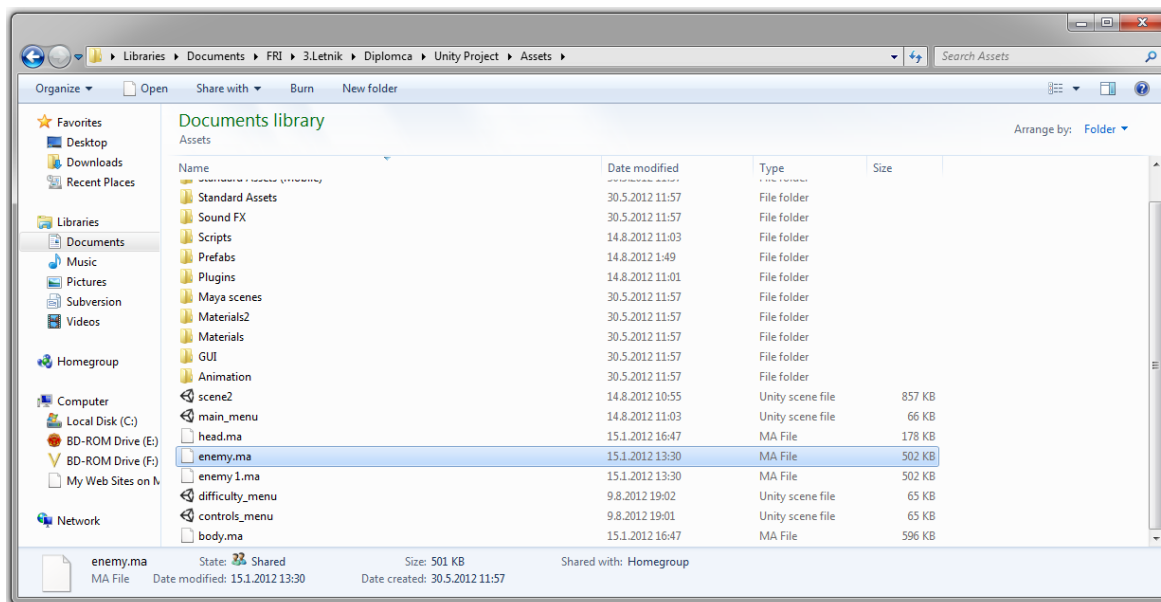 Libraries Documents FRI 3.Letnik Diplomca Unity Project Assets Search Assets
Organize Open Share with Burn New folder
Favorites
Desktop
Downloads
Recent Places
Libraries
Documents
Music
Pictures
Subversion
Videos
Homegroup
Computer
Local Disk (C:)
BD-ROM Drive (E:)
BD-ROM Drive (F:)
My Web Sites on
Network
Documents library
Assets
Arrange by: Folder
Name Date modified Type Size
Standard Assets (Mobile) 30.5.2012 11:57 File folder
Standard Assets 30.5.2012 11:57 File folder
Sound FX 30.5.2012 11:57 File folder
Scripts 14.8.2012 11:03 File folder
Prefabs 14.8.2012 1:49 File folder
Plugins 14.8.2012 11:01 File folder
Maya scenes 30.5.2012 11:57 File folder
Materials2 30.5.2012 11:57 File folder
Materials 30.5.2012 11:57 File folder
GUI 30.5.2012 11:57 File folder
Animation 30.5.2012 11:57 File folder
scene2 14.8.2012 10:55 Unity scene file 857 KB
main_menu 14.8.2012 11:03 Unity scene file 66 KB
head.ma 15.1.2012 16:47 MA File 178 KB
enemy.ma 15.1.2012 13:30 MA File 502 KB
enemy 1.ma 15.1.2012 13:30 MA File 502 KB
difficulty_menu 9.8.2012 19:02 Unity scene file 65 KB
controls_menu 9.8.2012 19:01 Unity scene file 65 KB
body.ma 15.1.2012 16:47 MA File 596 KB
enemy.ma State: Shared Size: 501 KB Shared with: Homegroup
MA File Date modified: 15.1.2012 13:30 Date created: 30.5.2012 11:57